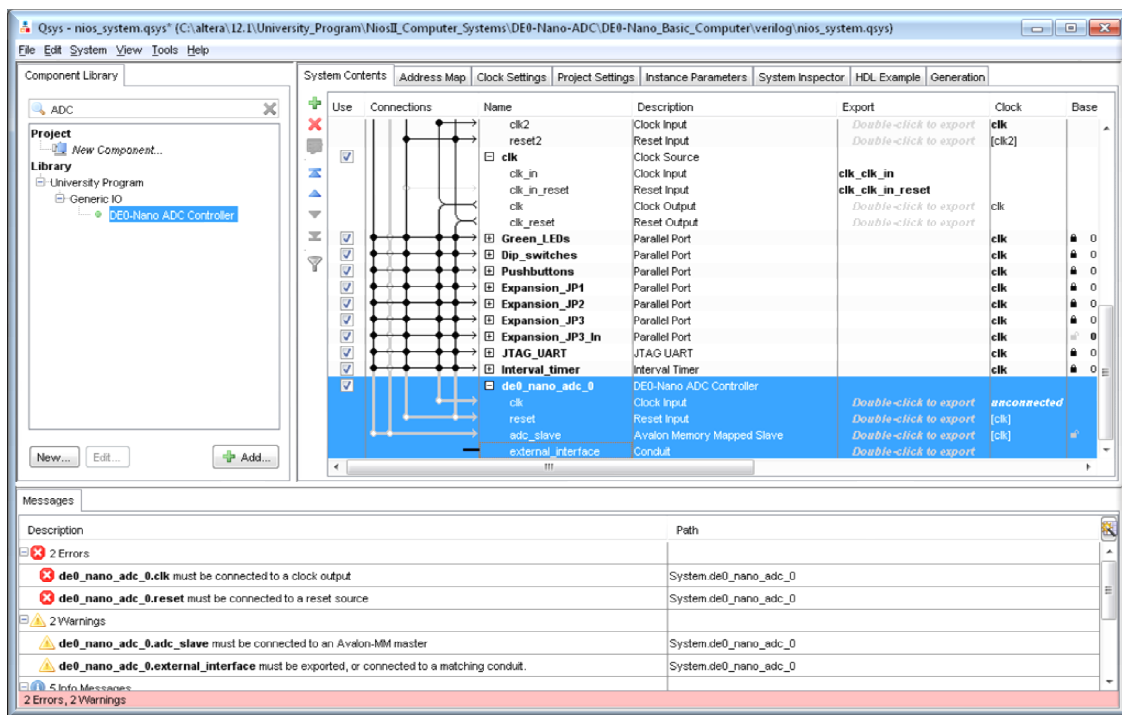 Qsys - nios_system.qsys* (C:\altera\12.1\University_Program\NiosII_Computer_Systems\DE0-Nano-ADC\DE0-Nano_Basic_Computer\verilog\nios_system.qsys)
File Edit System View Tools Help
Component Library
System Contents Address Map Clock Settings Project Settings Instance Parameters System Inspector HDL Example Generation
ADC
Project
New Component...
Library
University Program
Generic IO
DE0-Nano ADC Controller
New... Edit... Add...
Use Connections Name Description Export Clock Base
clk2 Clock Input Double-click to export clk
reset2 Reset Input Double-click to export [clk2]
clk Clock Source
clk_in Clock Input clk_clk_in
clk_in_reset Reset Input clk_clk_in_reset
clk Clock Output Double-click to export clk
clk_reset Reset Output Double-click to export
Green_LEDs Parallel Port clk 0
Dip_switches Parallel Port clk 0
Pushbuttons Parallel Port clk 0
Expansion_JP1 Parallel Port clk 0
Expansion_JP2 Parallel Port clk 0
Expansion_JP3 Parallel Port clk 0
Expansion_JP3_In Parallel Port clk 0
JTAG_UART JTAG UART clk 0
Interval_timer Interval Timer clk 0
de0_nano_adc_0 DE0-Nano ADC Controller
clk Clock Input Double-click to export unconnected
reset Reset Input Double-click to export [clk]
adc_slave Avalon Memory Mapped Slave Double-click to export [clk]
external_interface Conduit Double-click to export
Messages
Description Path
2 Errors
de0_nano_adc_0.clk must be connected to a clock output System.de0_nano_adc_0
de0_nano_adc_0.reset must be connected to a reset source System.de0_nano_adc_0
2 Warnings
de0_nano_adc_0.adc_slave must be connected to an Avalon-MM master System.de0_nano_adc_0
de0_nano_adc_0.external_interface must be exported, or connected to a matching conduit. System.de0_nano_adc_0
5 Info Messages
2 Errors, 2 Warnings